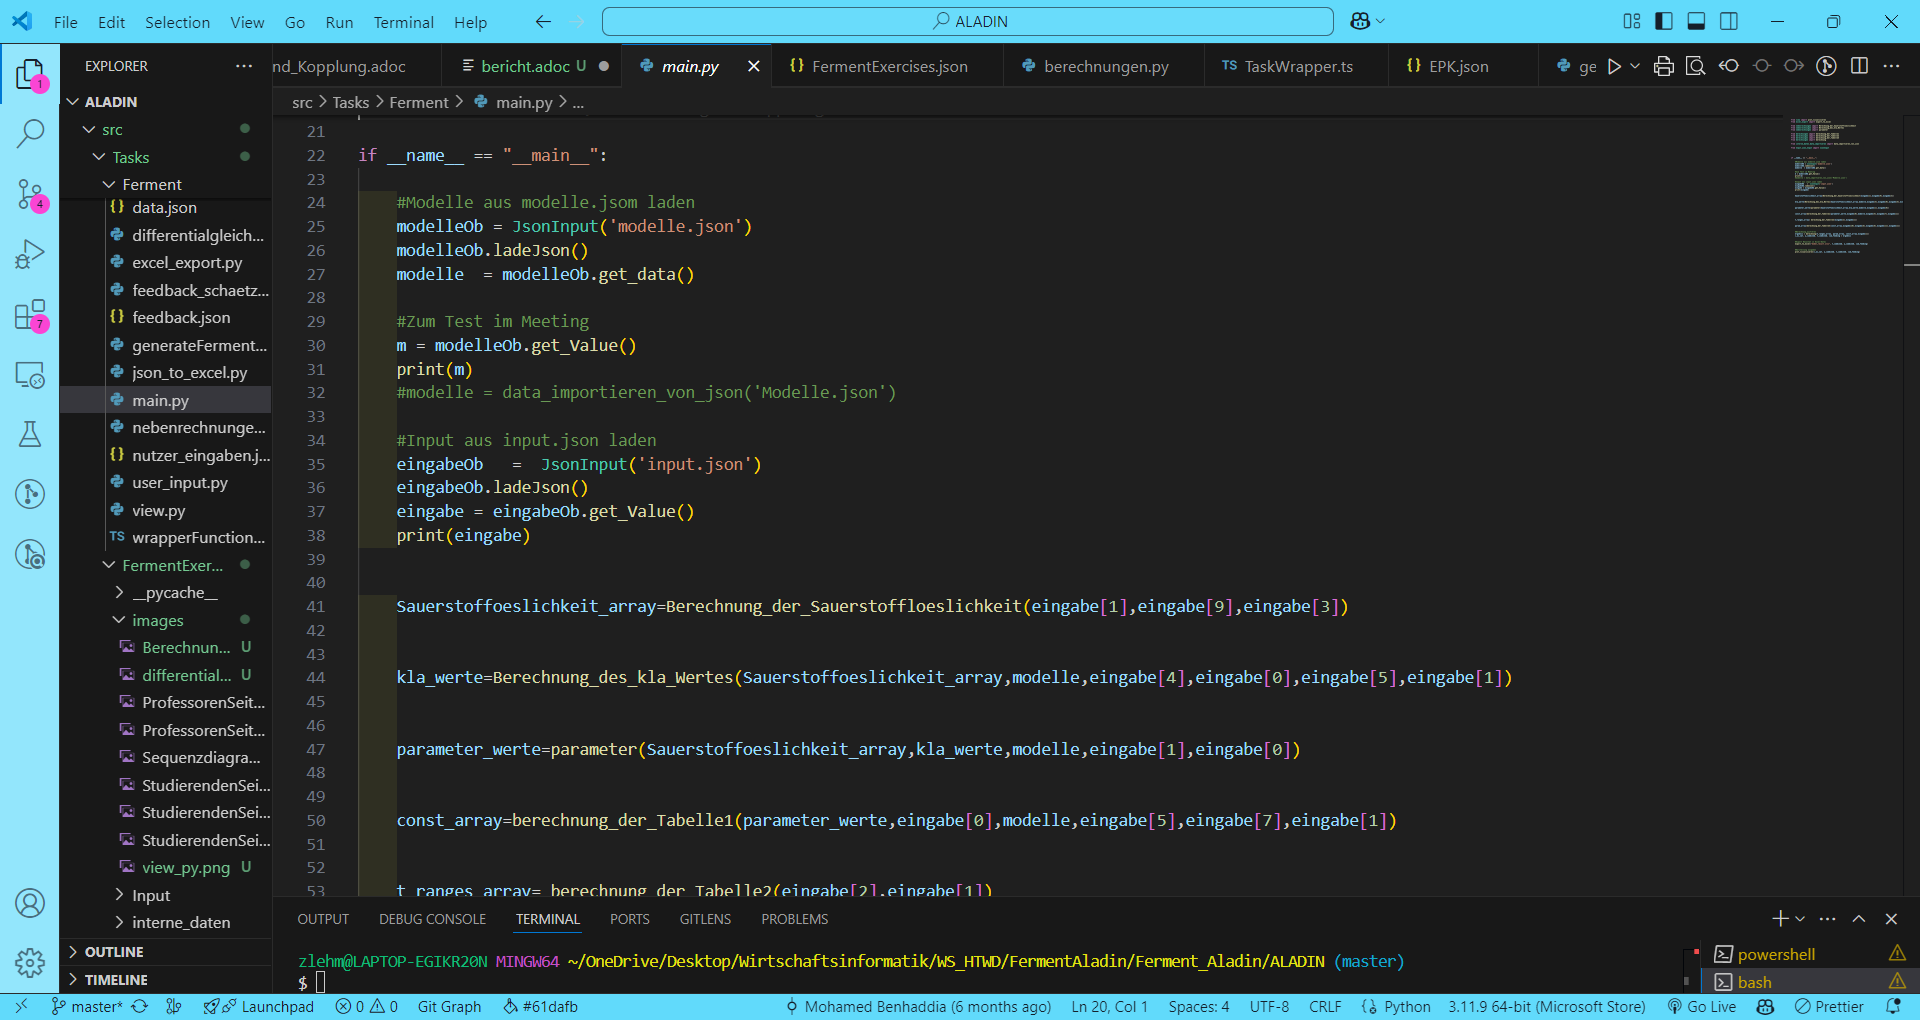 File Edit Selection View Go Run Terminal Help
ALADIN
EXPLORER
nd_Kopplung.adoc
bericht.adoc U
main.py
FermentExercises.json
berechnungen.py
TS TaskWrapper.ts
EPK.json
ge
src > Tasks > Ferment > main.py > ...
ALADIN
src
Tasks
Ferment
data.json
differentialgleich...
excel_export.py
feedback_schaetz...
feedback.json
generateFerment...
json_to_excel.py
main.py
nebenrechnunge...
nutzer_eingaben.j...
user_input.py
view.py
TS wrapperFunction...
FermentExer...
__pycache__
images
Berechnun... U
differential... U
ProfessorenSeit...
ProfessorenSeit...
Sequenzdiagra...
StudierendenSei...
StudierendenSei...
StudierendenSei...
view_py.png U
Input
interne_daten
OUTLINE
TIMELINE
1
4
7
21
22 if __name__ == "__main__":
23
24 #Modelle aus modelle.jsom laden
25 modelleOb = JsonInput('modelle.json')
26 modelleOb.ladeJson()
27 modelle  = modelleOb.get_data()
28
29 #Zum Test im Meeting
30 m = modelleOb.get_Value()
31 print(m)
32 #modelle = data_importieren_von_json('Modelle.json')
33
34 #Input aus input.json laden
35 eingabeOb   =  JsonInput('input.json')
36 eingabeOb.ladeJson()
37 eingabe = eingabeOb.get_Value()
38 print(eingabe)
39
40
41 Sauerstoffoeslichkeit_array=Berechnung_der_Sauerstoffloeslichkeit(eingabe[1],eingabe[9],eingabe[3])
42
43
44 kla_werte=Berechnung_des_kla_Wertes(Sauerstoffoeslichkeit_array,modelle,eingabe[4],eingabe[0],eingabe[5],eingabe[1])
45
46
47 parameter_werte=parameter(Sauerstoffoeslichkeit_array,kla_werte,modelle,eingabe[1],eingabe[0])
48
49
50 const_array=berechnung_der_Tabelle1(parameter_werte,eingabe[0],modelle,eingabe[5],eingabe[7],eingabe[1])
51
52
53 t_ranges_array= berechnung_der_Tabelle2(eingabe[2],eingabe[1])
OUTPUT DEBUG CONSOLE TERMINAL PORTS GITLENS PROBLEMS
zlehm@LAPTOP-EGIKR20N MINGW64 ~/OneDrive/Desktop/Wirtschaftsinformatik/WS_HTWD/FermentAladin/Ferment_Aladin/ALADIN (master)
$
powershell
bash
master* Launchpad 0 0 Git Graph #61dafb Mohamed Benhaddia (6 months ago) Ln 20, Col 1 Spaces: 4 UTF-8 CRLF Python 3.11.9 64-bit (Microsoft Store) Go Live Prettier